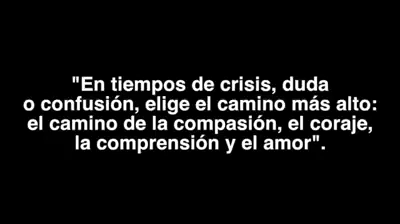 "En tiempos de crisis, duda
o confusión, elige el camino más alto:
el camino de la compasión, el coraje,
la comprensión y el amor".